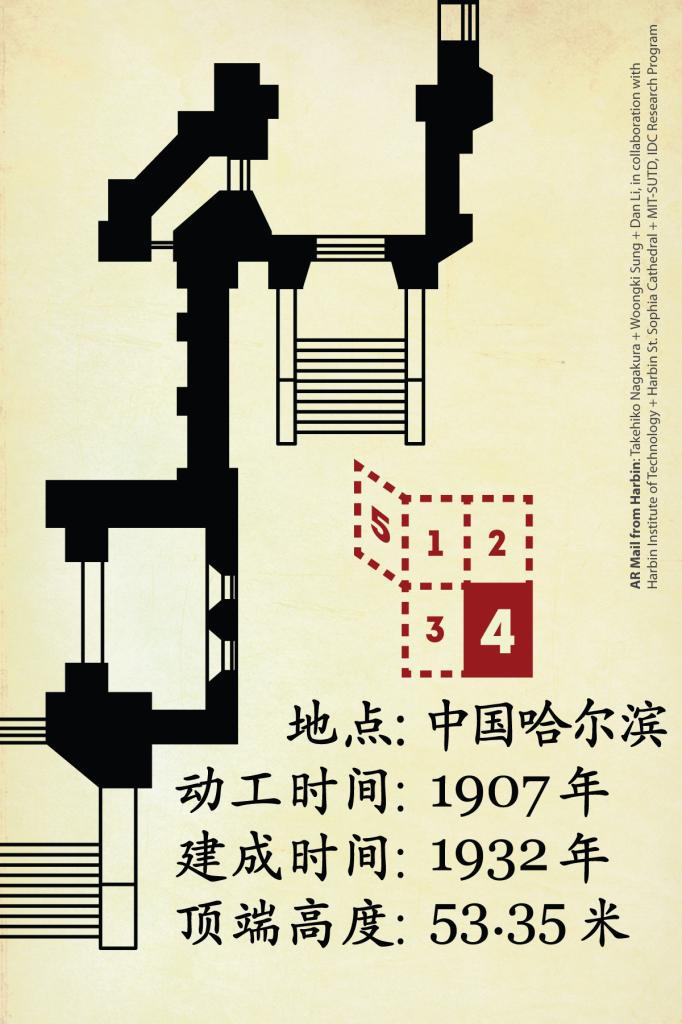 AR Mail from Harbin: Takehiko Nagakura + Woongki Sung + Dan Li, in collaboration with
Harbin Institute of Technology + Harbin St. Sophia Cathedral + MIT-SUTD, IDC Research Program
5
1 2
3 4
地点: 中国哈尔滨
动工时间: 1907 年
建成时间: 1932 年
顶端高度: 53.35 米